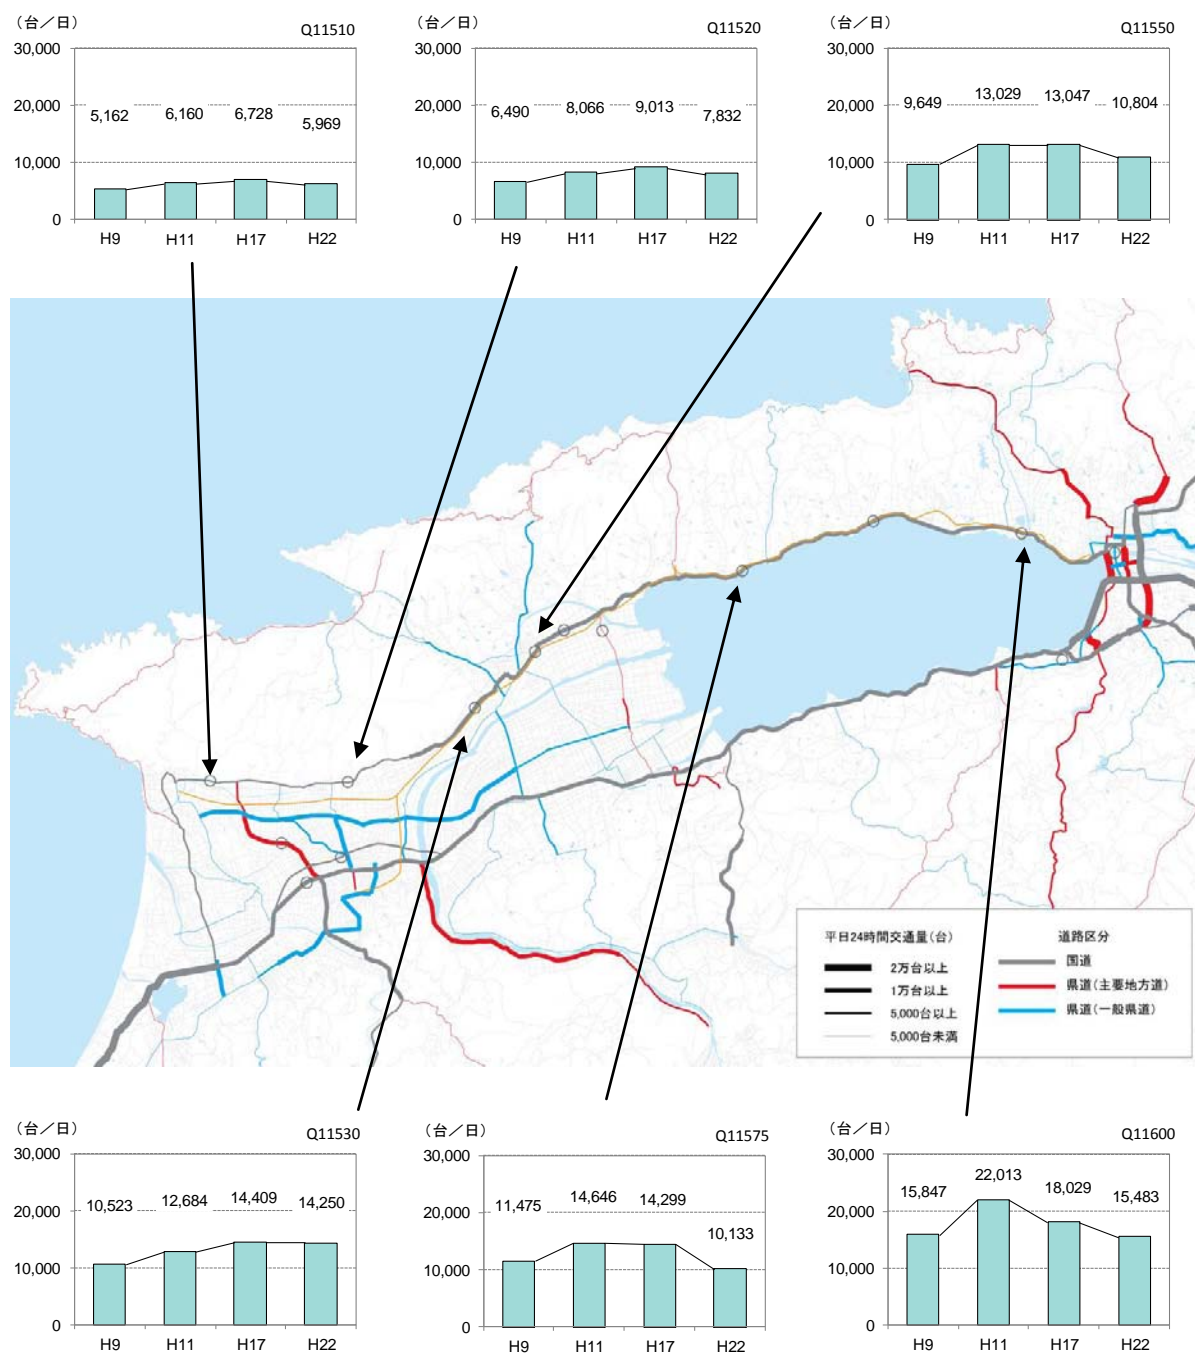 (台／日)
Q11510
30,000
20,000
10,000
0
5,162
6,160
6,728
5,969
H9
H11
H17
H22
Q11520
30,000
20,000
10,000
0
6,490
8,066
9,013
7,832
H9
H11
H17
H22
(台／日)
Q11550
30,000
20,000
10,000
0
9,649
13,029
13,047
10,804
H9
H11
H17
H22
(台／日)
平日24時間交通量(台)
2万台以上
1万台以上
5,000台以上
5,000台未満
道路区分
国道
県道(主要地方道)
県道(一般県道)
(台／日)
Q11530
30,000
20,000
10,000
0
10,523
12,684
14,409
14,250
H9
H11
H17
H22
(台／日)
Q11575
30,000
20,000
10,000
0
11,475
14,646
14,299
10,133
H9
H11
H17
H22
(台／日)
Q11600
30,000
20,000
10,000
0
15,847
22,013
18,029
15,483
H9
H11
H17
H22